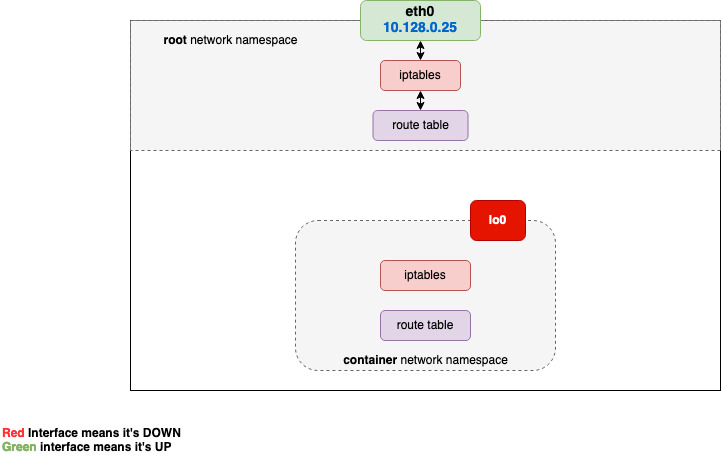 eth0
10.128.0.25
root network namespace
iptables
route table
lo0
iptables
route table
container network namespace
Red Interface means it's DOWN
Green interface means it's UP